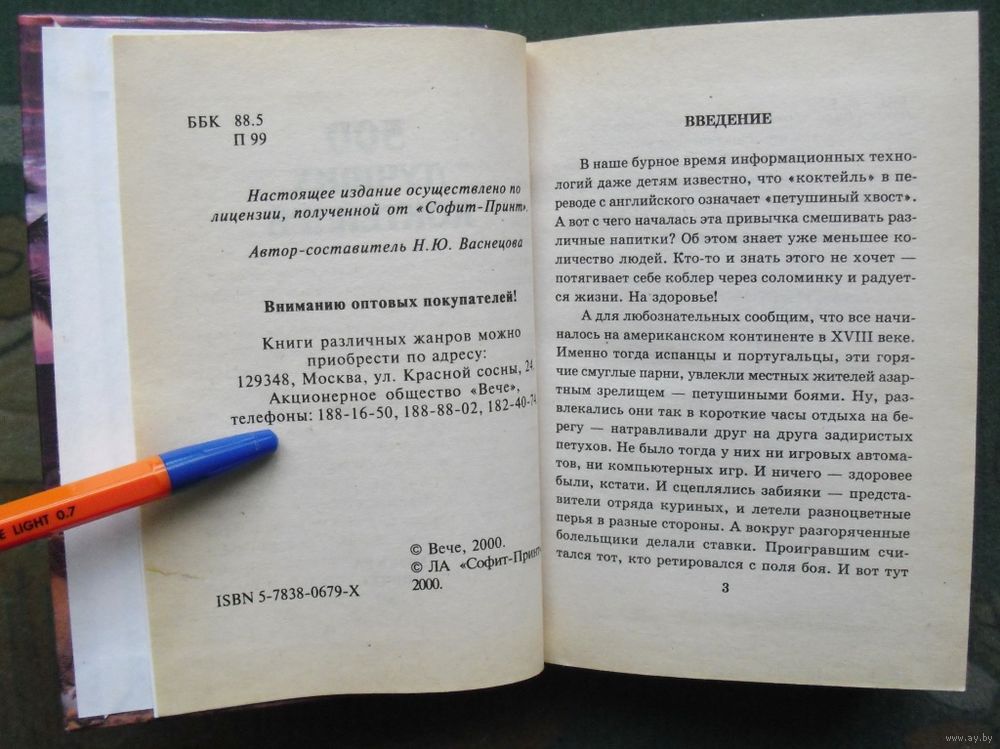 ББК 88.5
П 99
Настоящее издание осуществлено по
лицензии, полученной от «Софит-Принт».
Автор-составитель Н.Ю. Васнецова
Вниманию оптовых покупателей!
Книги различных жанров можно
приобрести по адресу:
129348, Москва, ул. Красной сосны, 24.
Акционерное общество «Вече»,
телефоны: 188-16-50, 188-88-02, 182-40-74
© Вече, 2000.
© ЛА «Софит-Принт»
2000.
ISBN 5-7838-0679-X
E LIGHT 0.7
ВВЕДЕНИЕ
В наше бурное время информационных техно-
логий даже детям известно, что «коктейль» в пе-
реводе с английского означает «петушиный хвост».
А вот с чего началась эта привычка смешивать раз-
личные напитки? Об этом знает уже меньшее ко-
личество людей. Кто-то и знать этого не хочет —
потягивает себе коблер через соломинку и радует-
ся жизни. На здоровье!
А для любознательных сообщим, что все начи-
налось на американском континенте в XVIII веке.
Именно тогда испанцы и португальцы, эти горя-
чие смуглые парни, увлекли местных жителей азар-
тным зрелищем — петушиными боями. Ну, раз-
влекались они так в короткие часы отдыха на бе-
регу — натравливали друг на друга задиристых
петухов. Не было тогда у них ни игровых автома-
тов, ни компьютерных игр. И ничего — здоровее
были, кстати. И сцеплялись забияки — предста-
вители отряда куриных, и летели разноцветные
перья в разные стороны. А вокруг разгоряченные
болельщики делали ставки. Проигравшим счи-
тался тот, кто ретировался с поля боя. И вот тут
3
www.ay.by